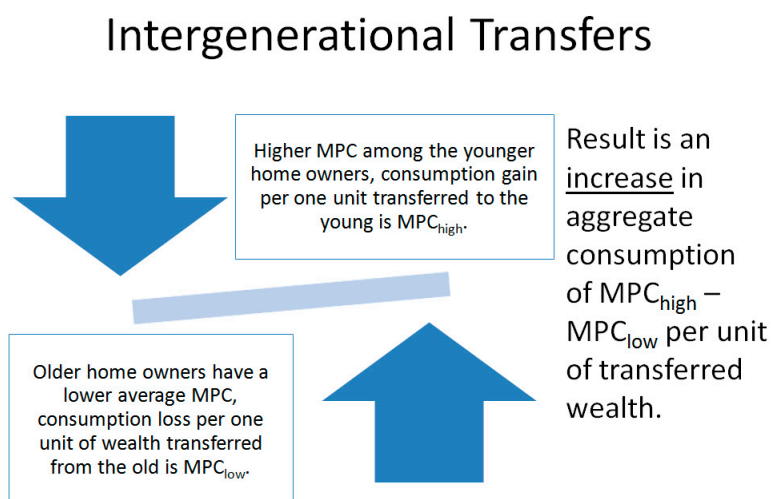 Intergenerational Transfers
Higher MPC among the younger
home owners, consumption gain
per one unit transferred to the
young is MPChigh.
Older home owners have a
lower average MPC,
consumption loss per one
unit of wealth transferred
from the old is MPClow.
Result is an
increase in
aggregate
consumption
of MPChigh –
MPClow per unit
of transferred
wealth.